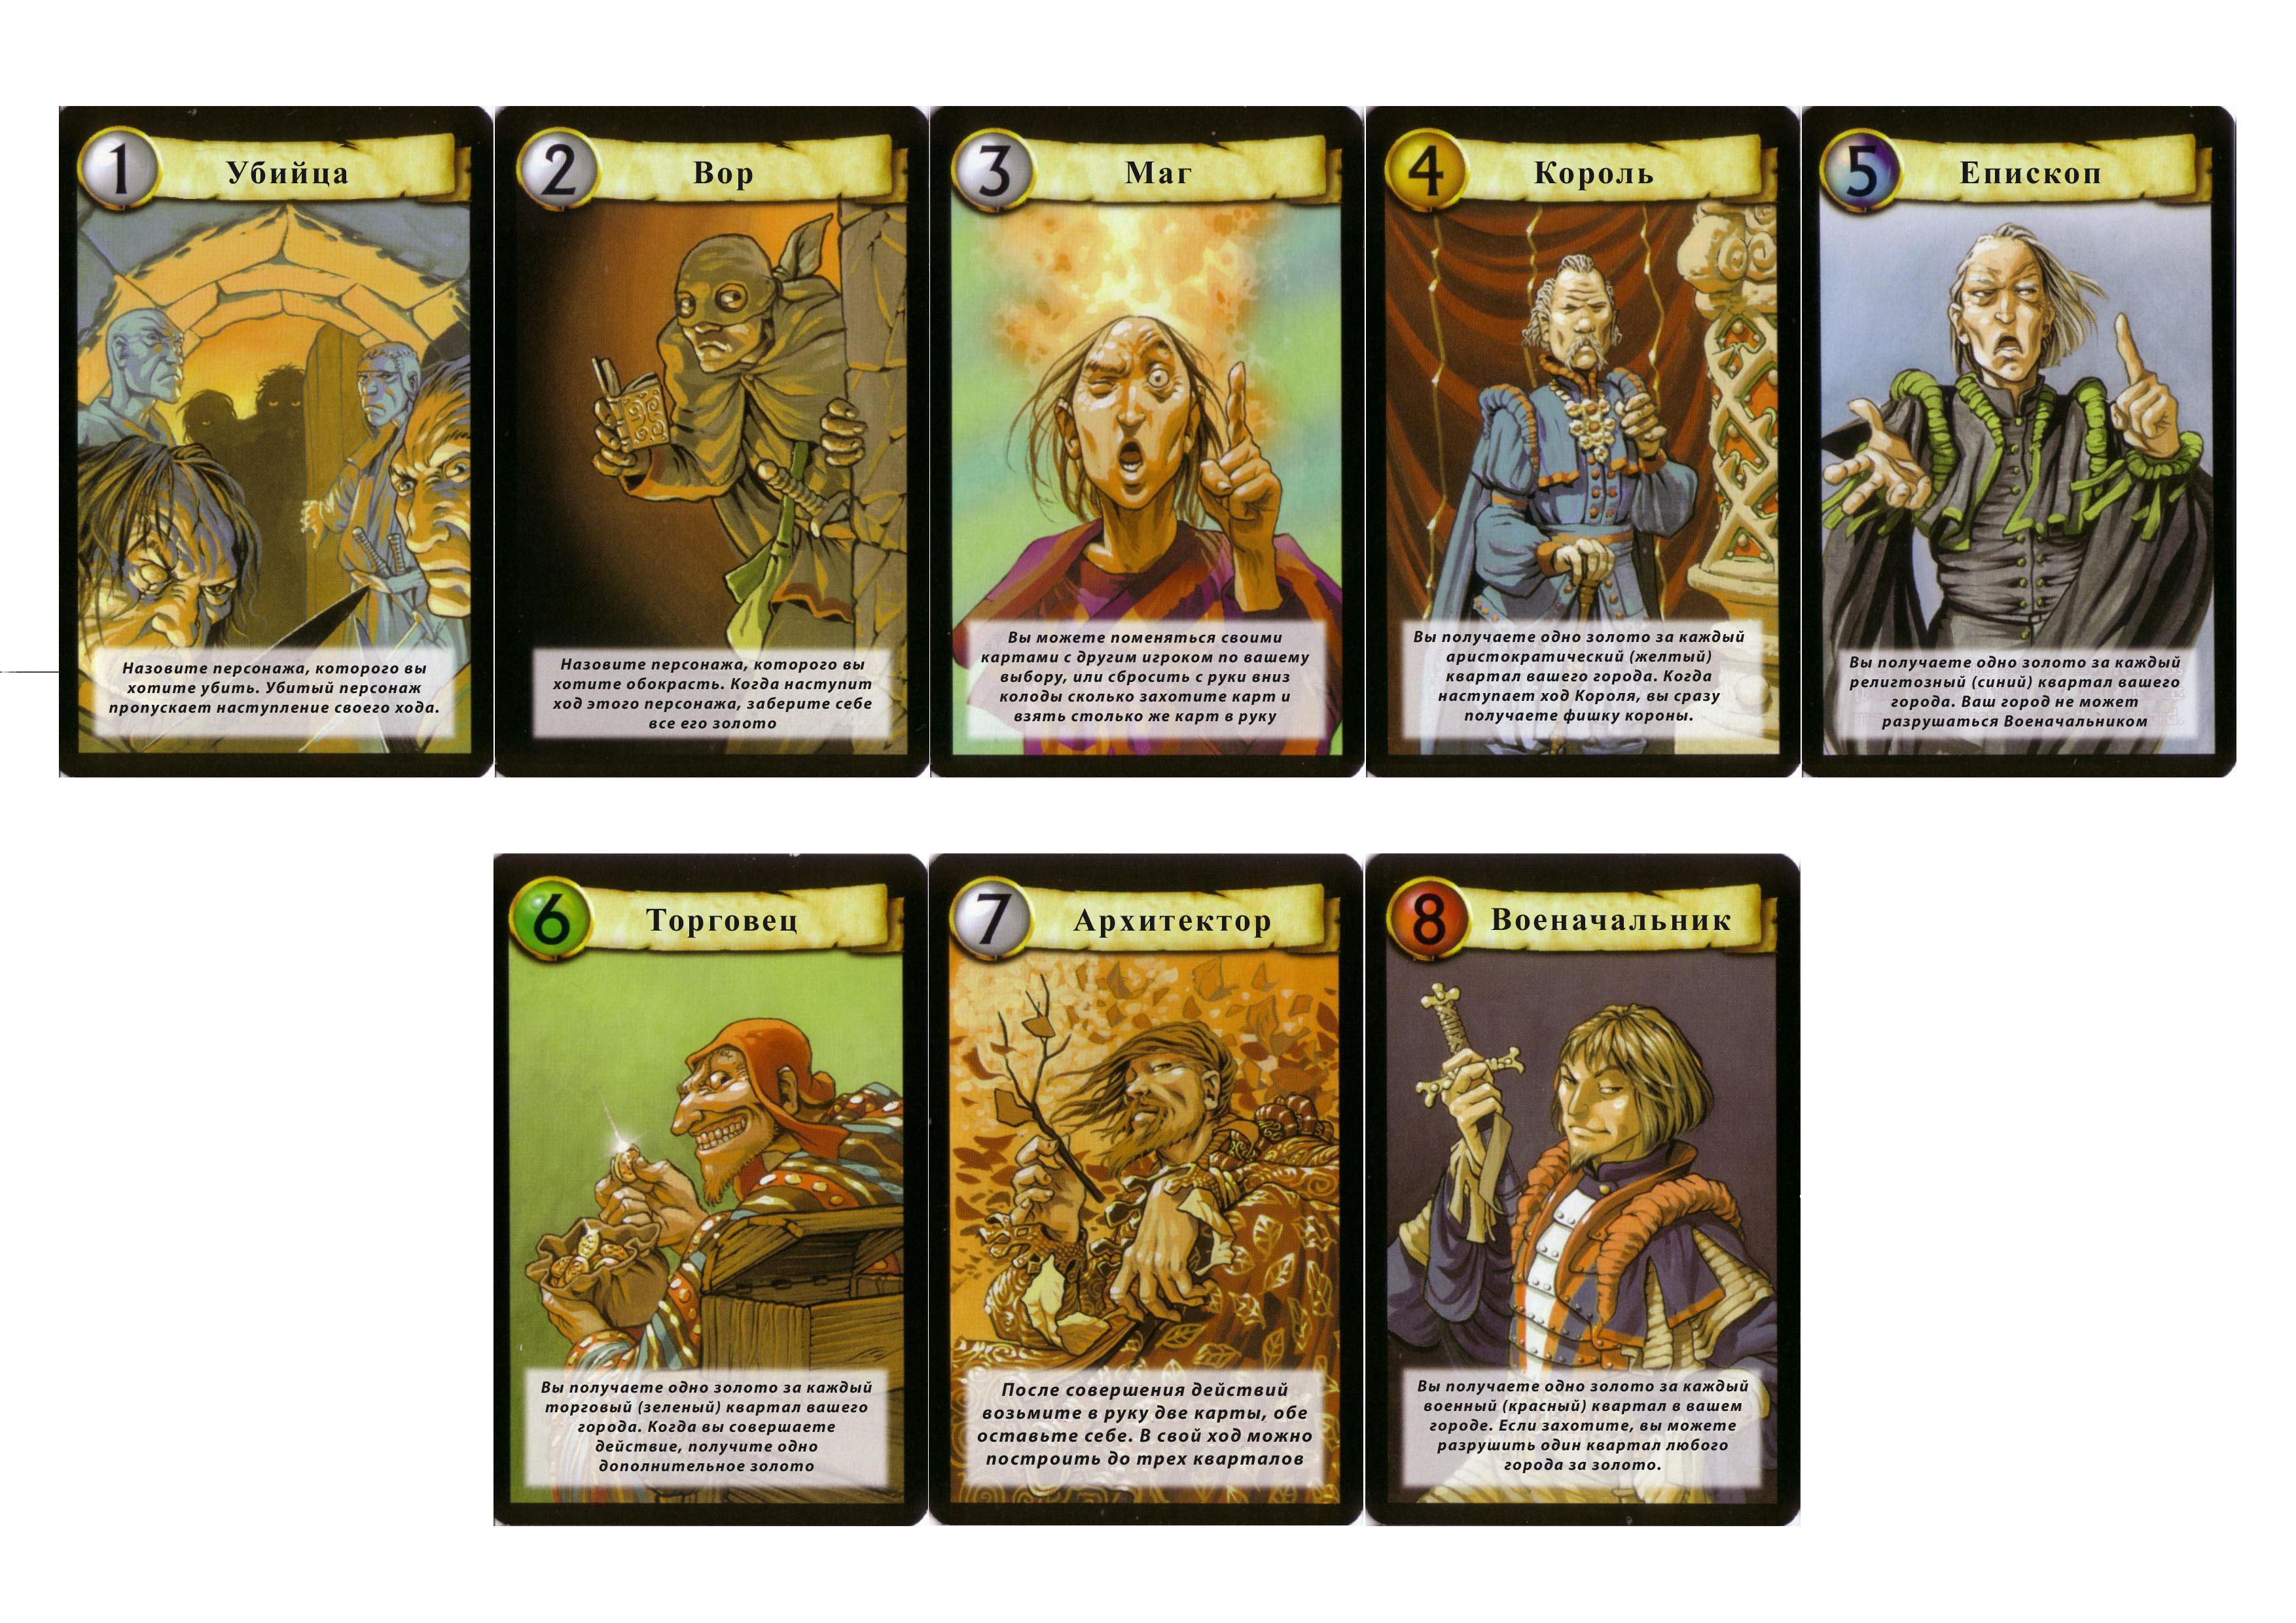 1
Убийца
Назовите персонажа, которого вы
хотите убить. Убитый персонаж
пропускает наступление своего хода.
2
Вор
Назовите персонажа, которого вы
хотите обокрасть. Когда наступит
ход этого персонажа, заберите себе
все его золото
3
Маг
Вы можете поменяться своими
картами с другим игроком по вашему
выбору, или сбросить с руки вниз
колоды сколько захотите карт и
взять столько же карт в руку
4
Король
Вы получаете одно золото за каждый
аристократический (желтый)
квартал вашего города. Когда
наступает ход Короля, вы сразу
получаете фишку короны.
5
Епископ
Вы получаете одно золото за каждый
религтозный (синий) квартал вашего
города. Ваш город не может
разрушаться Военачальником
6
Торговец
Вы получаете одно золото за каждый
торговый (зеленый) квартал вашего
города. Когда вы совершаете
действие, получите одно
дополнительное золото
7
Архитектор
После совершения действий
возьмите в руку две карты, обе
оставьте себе. В свой ход можно
построить до трех кварталов
8
Военачальник
Вы получаете одно золото за каждый
военный (красный) квартал в вашем
городе. Если захотите, вы можете
разрушить один квартал любого
города за золото.